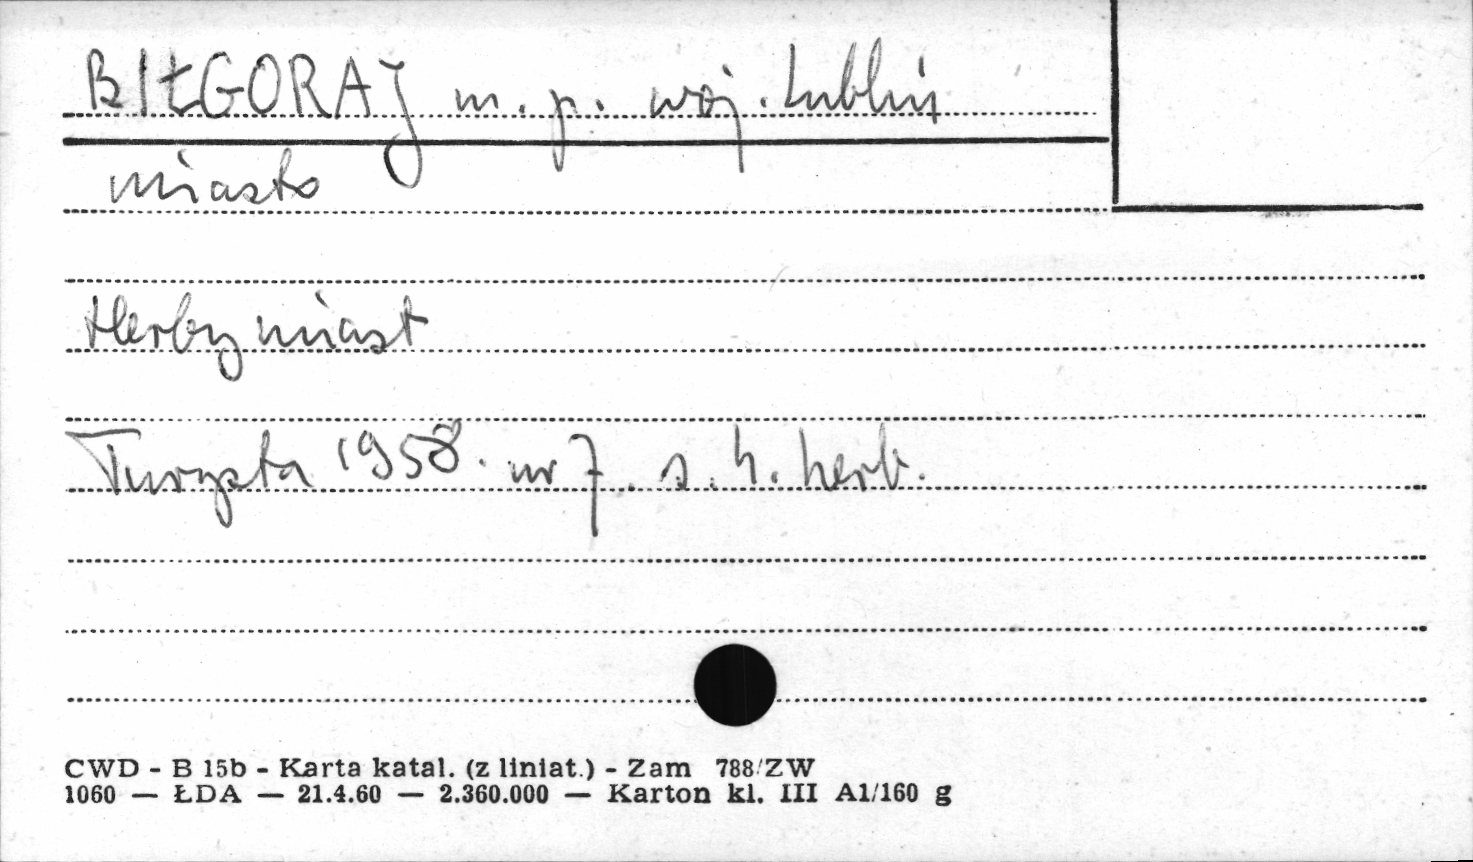 BIŁGORAJ m. p. woj. Lublin
miasto
Herby miast
Turysta 1958. nr 7. s. 4. herb.
CWD - B 15b - Karta katal. (z liniat.) - Zam 788/ZW
1060 — ŁDA — 21.4.60 — 2.360.000 — Karton kl. III A1/160 g